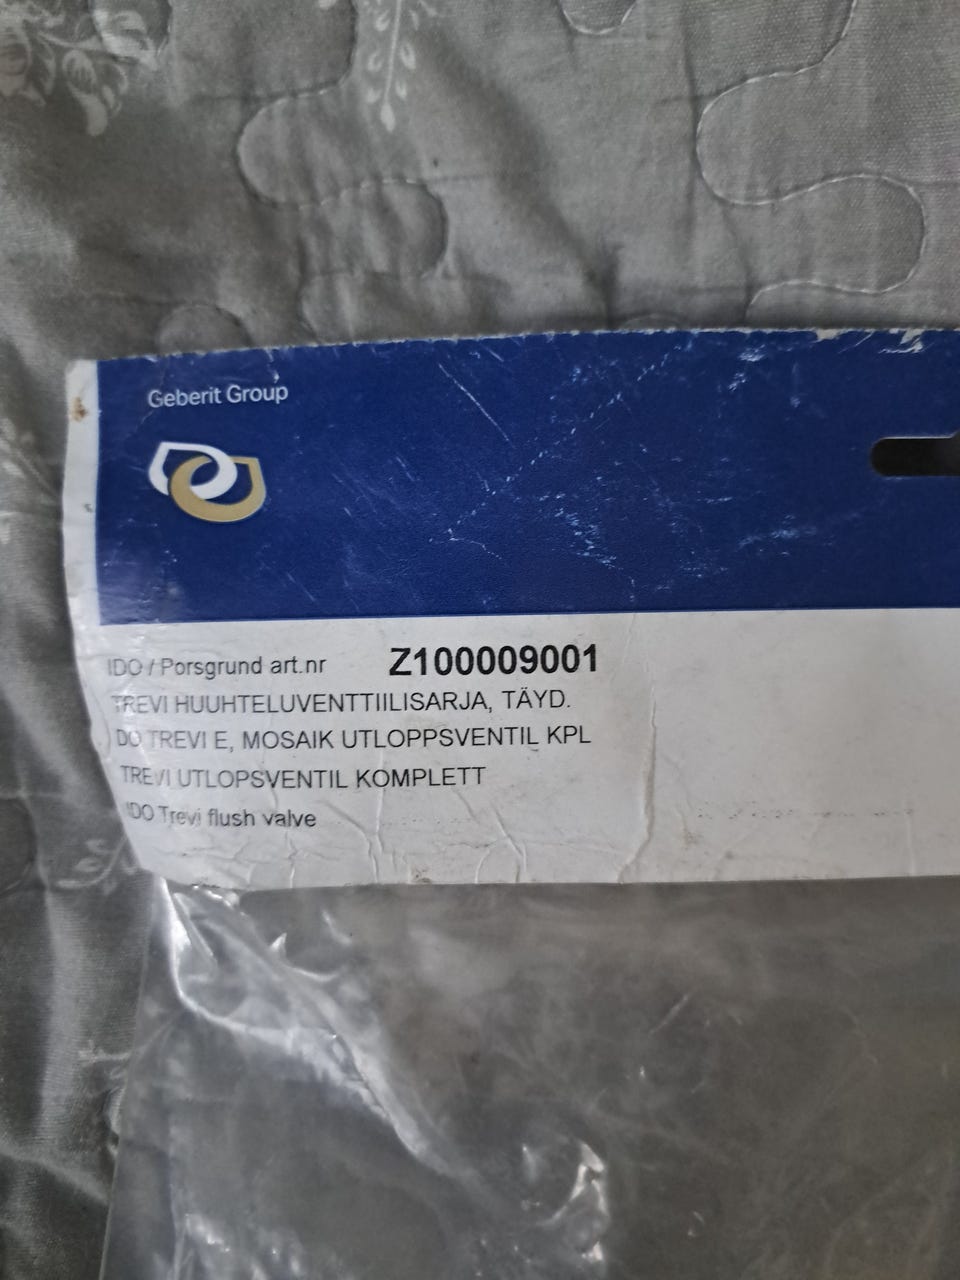 Geberit Group
IDO / Porsgrund art.nr Z100009001
TREVI HUUHTELUVENTTIILISARJA, TÄYD.
DO TREVI E, MOSAIK UTLOPPSVENTIL KPL
TREVI UTLOPSVENTIL KOMPLETT
IDO Trevi flush valve